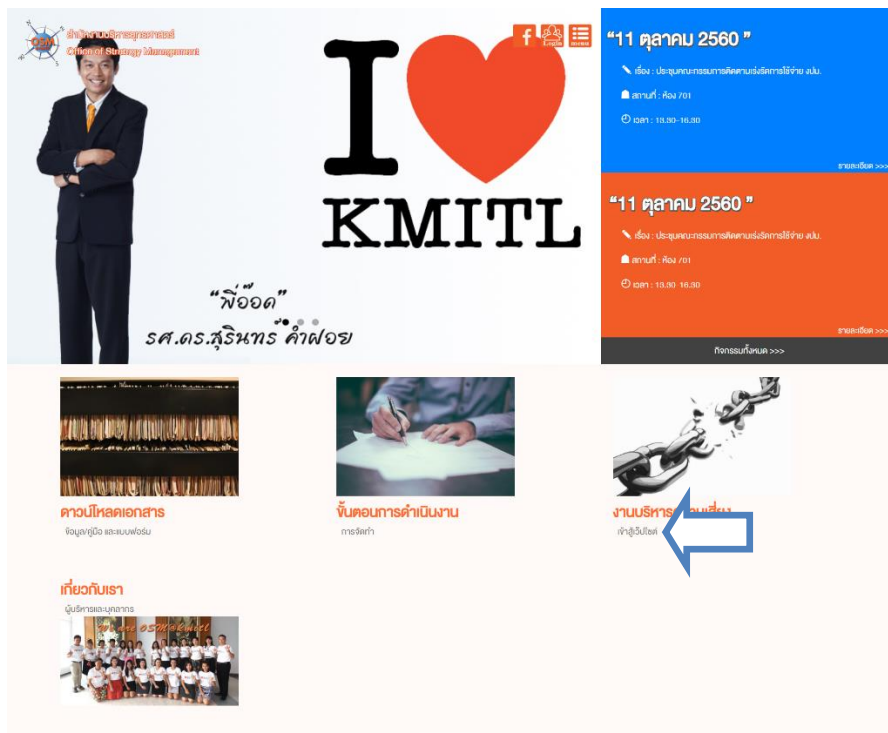 OSM
สำนักงานบริหารยุทธศาสตร์
Office of Strategy Management
Login
I
KMITL
“พี่อ๊อด”
รศ.ดร.สุรินทร์ คำฝอย
“11 ตุลาคม 2560 ”
เรื่อง : ประชุมคณะกรรมการติดตามเร่งรัดการใช้จ่าย งปม.
สถานที่ : ห้อง 701
เวลา : 13.30-16.30
รายละเอียด >>>
“11 ตุลาคม 2560 ”
เรื่อง : ประชุมคณะกรรมการติดตามเร่งรัดการใช้จ่าย งปม.
สถานที่ : ห้อง 701
เวลา : 13.30-16.30
รายละเอียด >>>
กิจกรรมทั้งหมด >>>
ดาวน์โหลดเอกสาร
ข้อมูล/คู่มือ และแบบฟอร์ม
ขั้นตอนการดำเนินงาน
การจัดทำ
งานบริหาร
เสี่ยง
เข้าสู่เว็ปไซต์
เกี่ยวกับเรา
ผู้บริหารและบุคลากร
We are OSM@kmitl